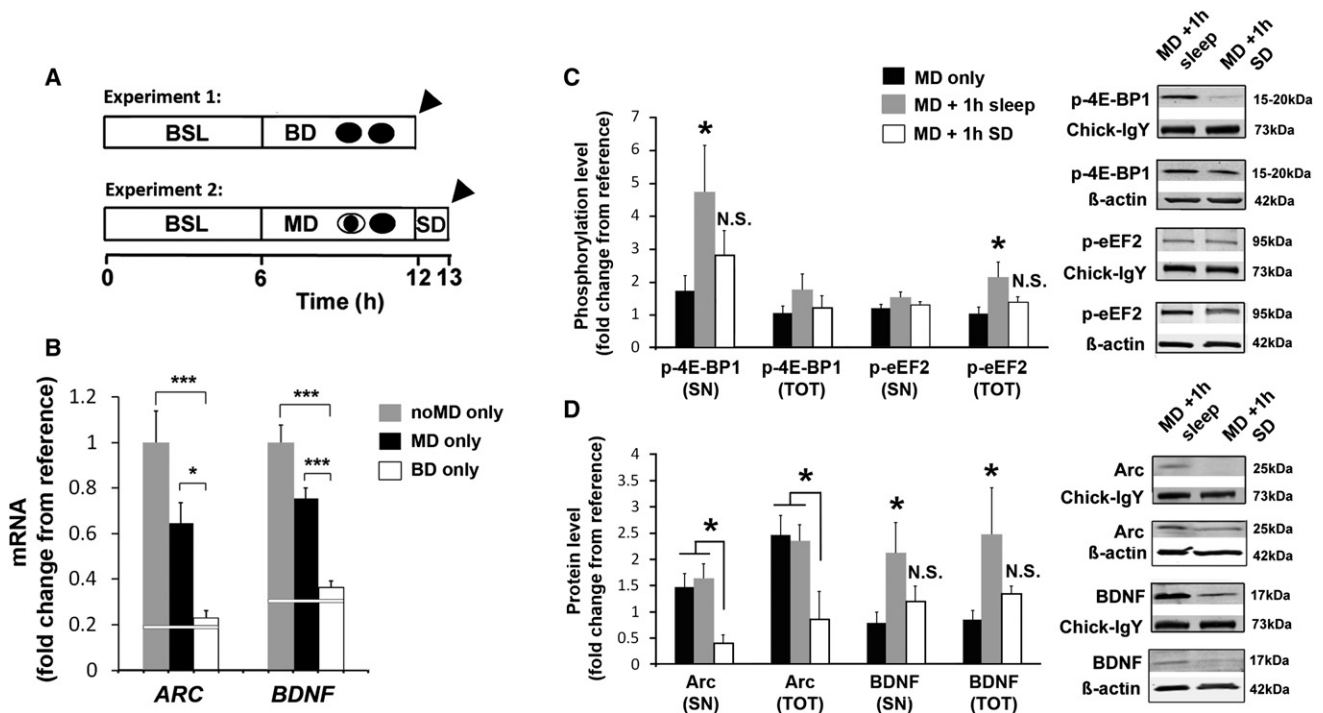 A
Experiment 1:
BSL
BD
Experiment 2:
BSL
MD
SD
0
6
12
13
Time (h)
B
mRNA
(fold change from reference)
1.2
1
0.8
0.6
0.4
0.2
0
***
*
***
***
ARC
BDNF
noMD only
MD only
BD only
C
MD only
MD + 1h sleep
MD + 1h SD
Phosphorylation level
(fold change from reference)
7
6
5
4
3
2
1
0
*
N.S.
*
N.S.
p-4E-BP1
(SN)
p-4E-BP1
(TOT)
p-eEF2
(SN)
p-eEF2
(TOT)
MD +1h
sleep
MD +1h
SD
p-4E-BP1
15-20kDa
Chick-IgY
73kDa
p-4E-BP1
15-20kDa
ß-actin
42kDa
p-eEF2
95kDa
Chick-IgY
73kDa
p-eEF2
95kDa
ß-actin
42kDa
D
Protein level
(fold change from reference)
4
3.5
3
2.5
2
1.5
1
0.5
0
*
*
*
N.S.
*
N.S.
Arc
(SN)
Arc
(TOT)
BDNF
(SN)
BDNF
(TOT)
MD +1h
sleep
MD +1h
SD
Arc
25kDa
Chick-IgY
73kDa
Arc
25kDa
ß-actin
42kDa
BDNF
17kDa
Chick-IgY
73kDa
BDNF
17kDa
ß-actin
42kDa